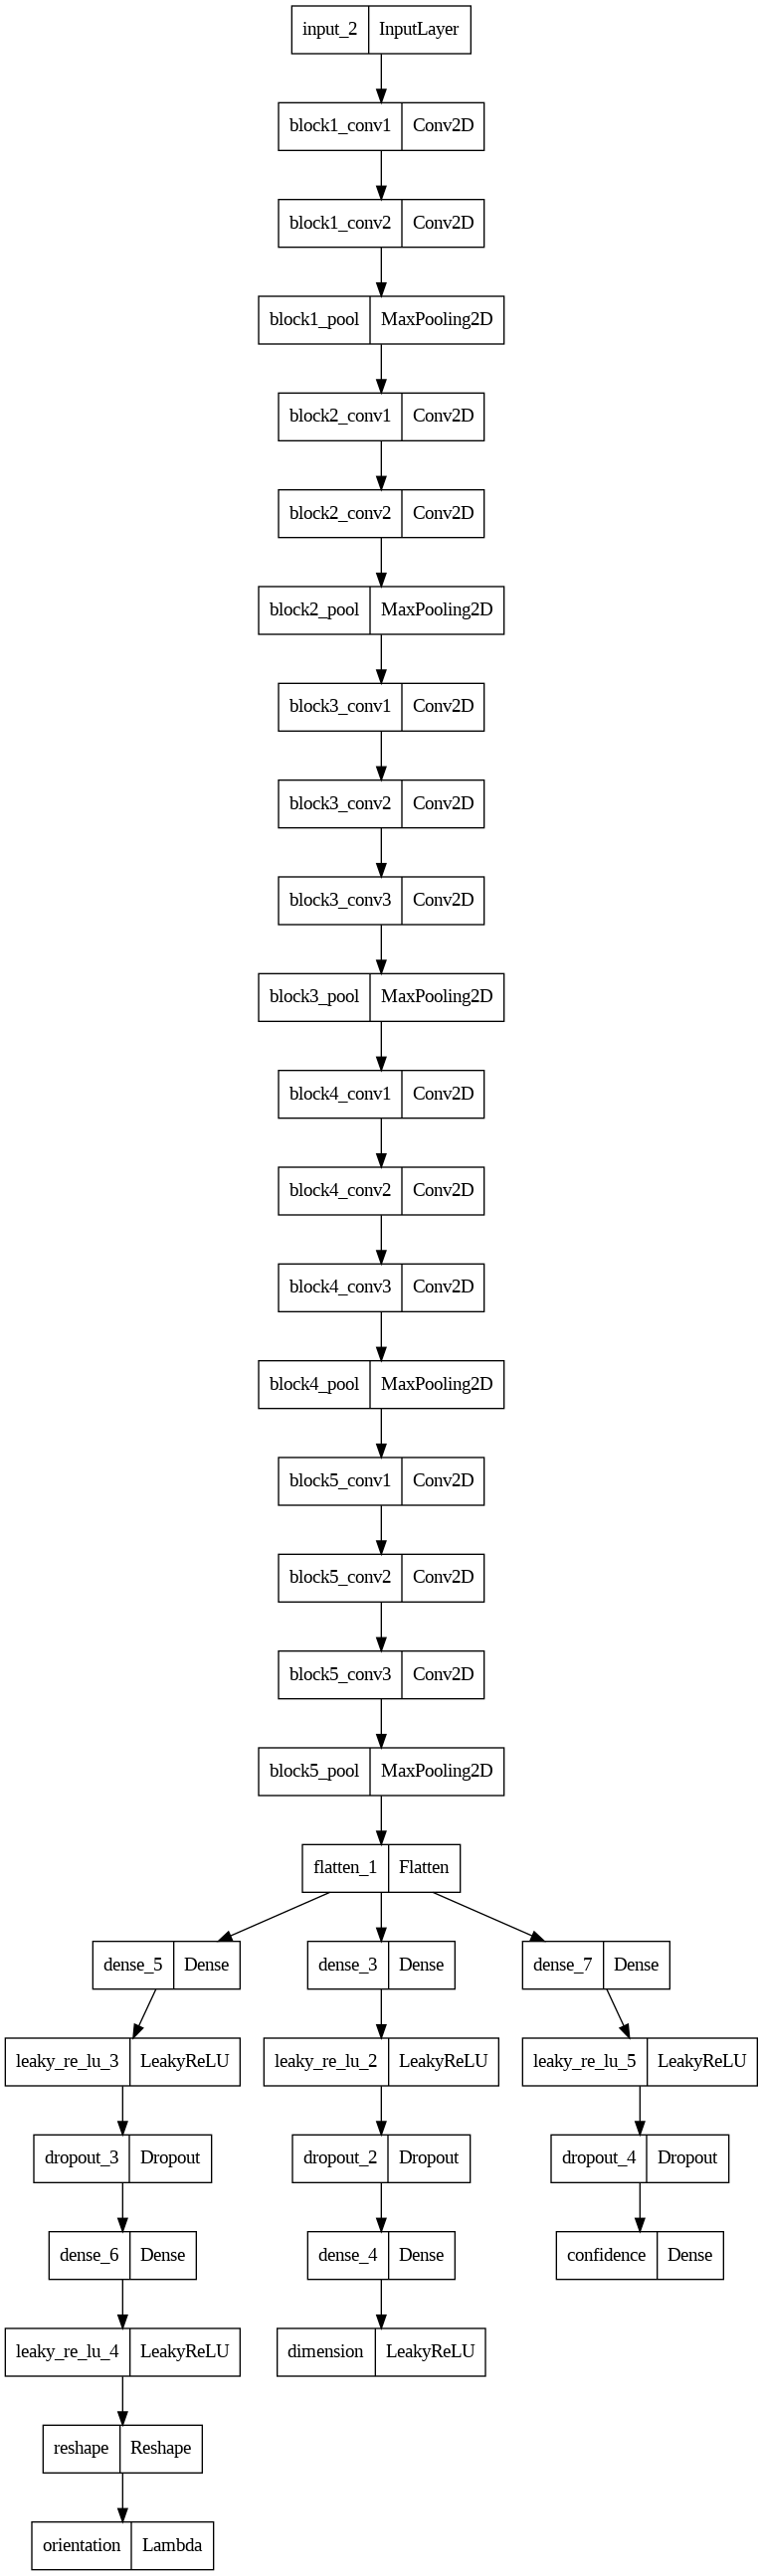 input_2 InputLayer
block1_conv1 Conv2D
block1_conv2 Conv2D
block1_pool MaxPooling2D
block2_conv1 Conv2D
block2_conv2 Conv2D
block2_pool MaxPooling2D
block3_conv1 Conv2D
block3_conv2 Conv2D
block3_conv3 Conv2D
block3_pool MaxPooling2D
block4_conv1 Conv2D
block4_conv2 Conv2D
block4_conv3 Conv2D
block4_pool MaxPooling2D
block5_conv1 Conv2D
block5_conv2 Conv2D
block5_conv3 Conv2D
block5_pool MaxPooling2D
flatten_1 Flatten
dense_5 Dense dense_3 Dense dense_7 Dense
leaky_re_lu_3 LeakyReLU leaky_re_lu_2 LeakyReLU leaky_re_lu_5 LeakyReLU
dropout_3 Dropout dropout_2 Dropout dropout_4 Dropout
dense_6 Dense dense_4 Dense confidence Dense
leaky_re_lu_4 LeakyReLU dimension LeakyReLU
reshape Reshape
orientation Lambda